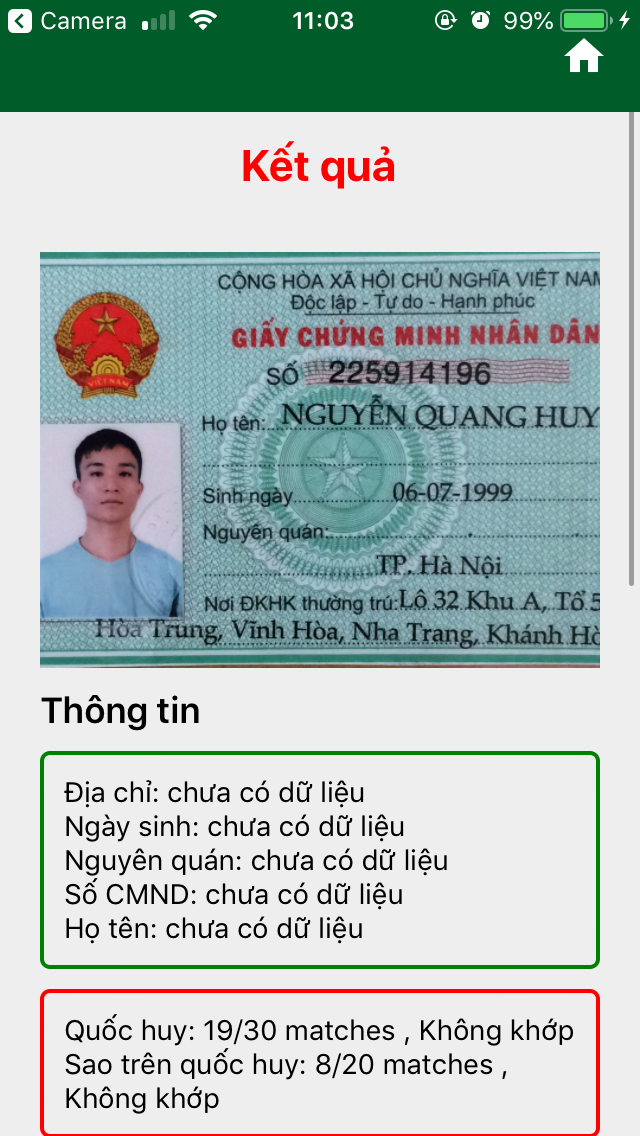 Camera 11:03 99%
Kết quả
CỘNG HÒA XÃ HỘI CHỦ NGHĨA VIỆT NAM
Độc lập - Tự do - Hạnh phúc
GIẤY CHỨNG MINH NHÂN DÂN
SỐ 225914196
VIỆT NAM
Họ tên: NGUYỄN QUANG HUY
Sinh ngày 06-07-1999
Nguyên quán:
TP. Hà Nội
Nơi ĐKHK thường trú: Lô 32 Khu A, Tổ 5
Hòa Trung, Vĩnh Hòa, Nha Trang, Khánh Hò
Thông tin
Địa chỉ: chưa có dữ liệu
Ngày sinh: chưa có dữ liệu
Nguyên quán: chưa có dữ liệu
Số CMND: chưa có dữ liệu
Họ tên: chưa có dữ liệu
Quốc huy: 19/30 matches , Không khớp
Sao trên quốc huy: 8/20 matches ,
Không khớp